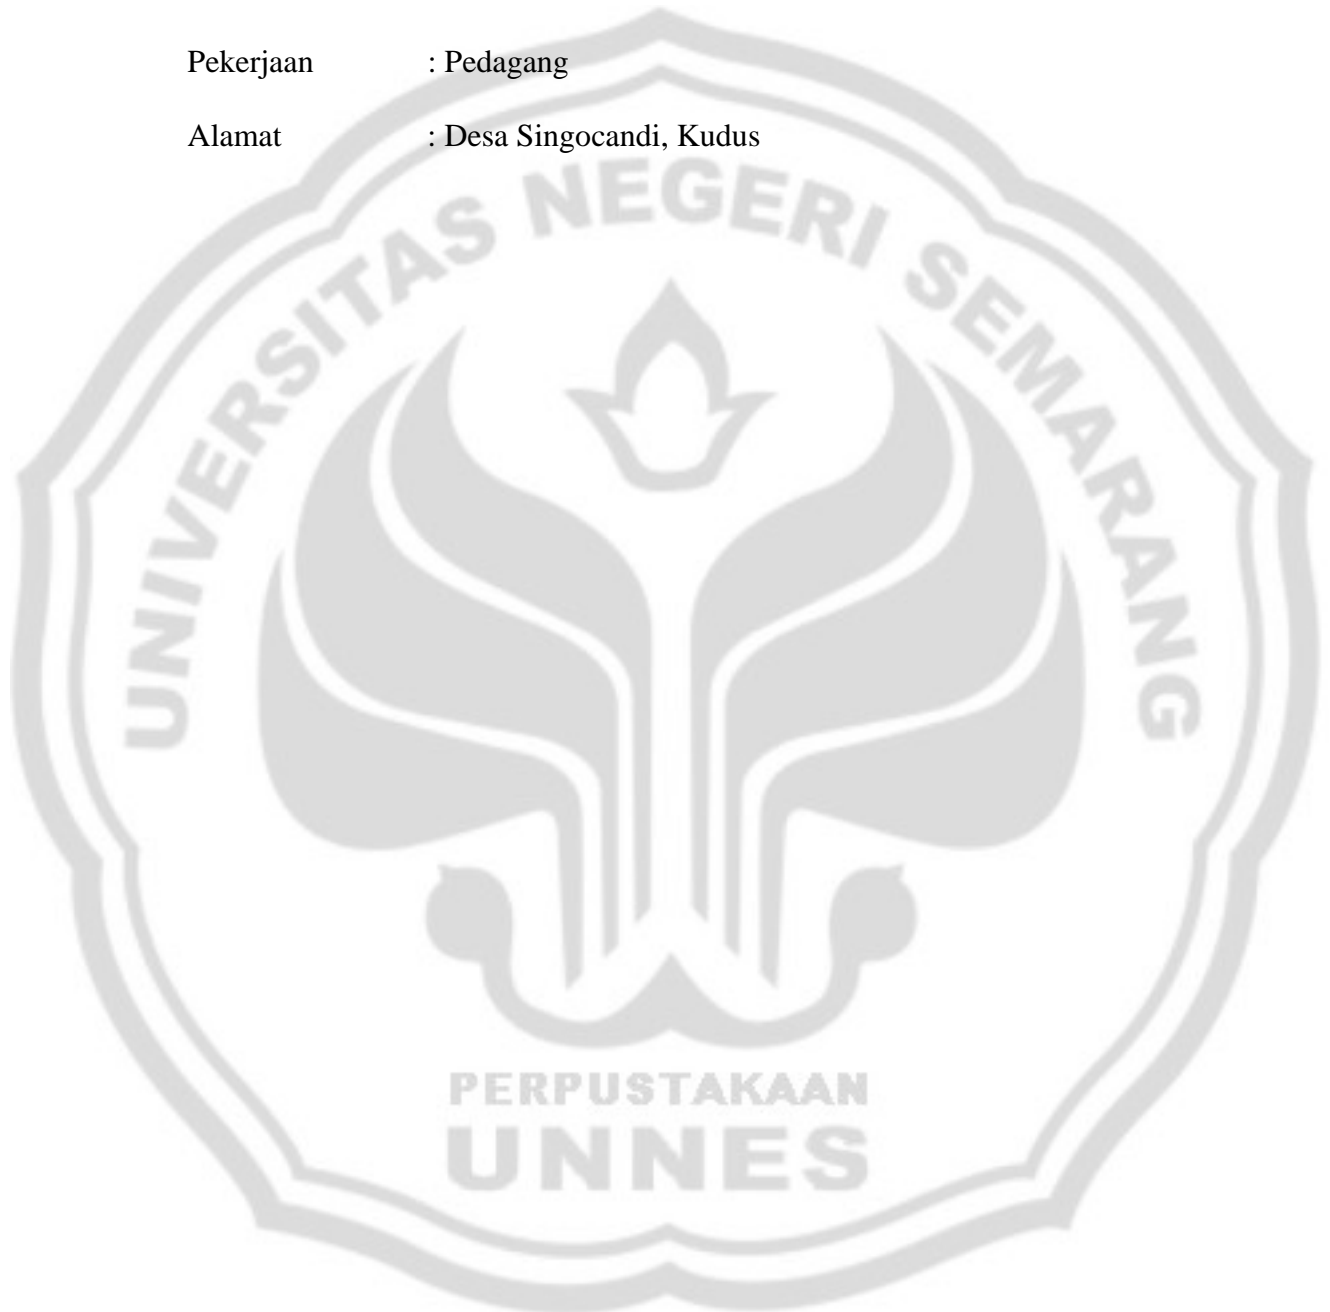 Pekerjaan : Pedagang
Alamat : Desa Singocandi, Kudus
UNIVERSITAS NEGERI SEMARANG
PERPUSTAKAAN
UNNES